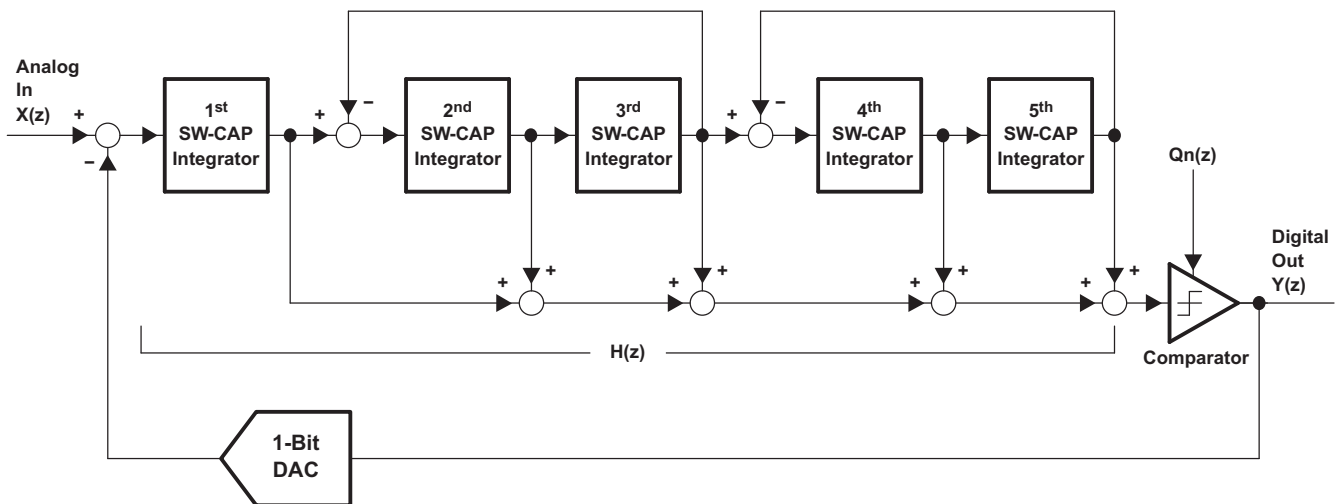 Analog
In
X(z)
+
−
1st
SW-CAP
Integrator
+
−
2nd
SW-CAP
Integrator
3rd
SW-CAP
Integrator
+
−
4th
SW-CAP
Integrator
5th
SW-CAP
Integrator
Qn(z)
+
+
+
+
+
+
+
+
Digital
Out
Y(z)
H(z)
Comparator
1-Bit
DAC